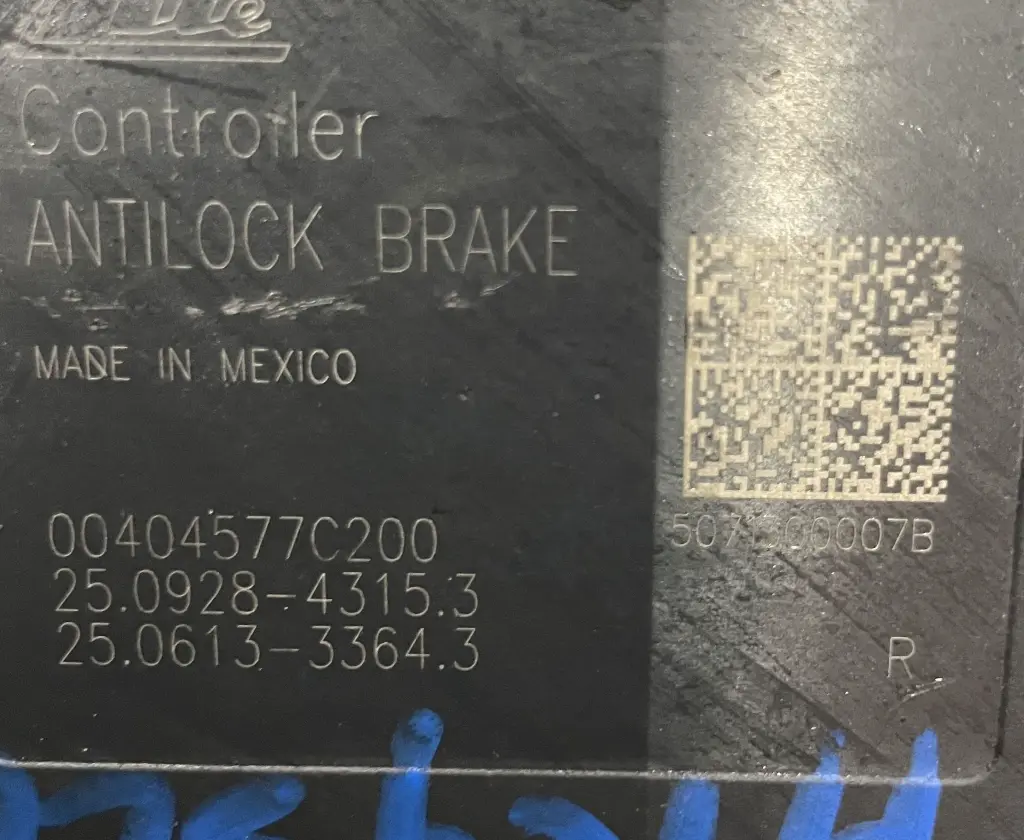 Controller
ANTILOCK BRAKE
MADE IN MEXICO
00404577C200
25.0928-4315.3
25.0613-3364.3
R